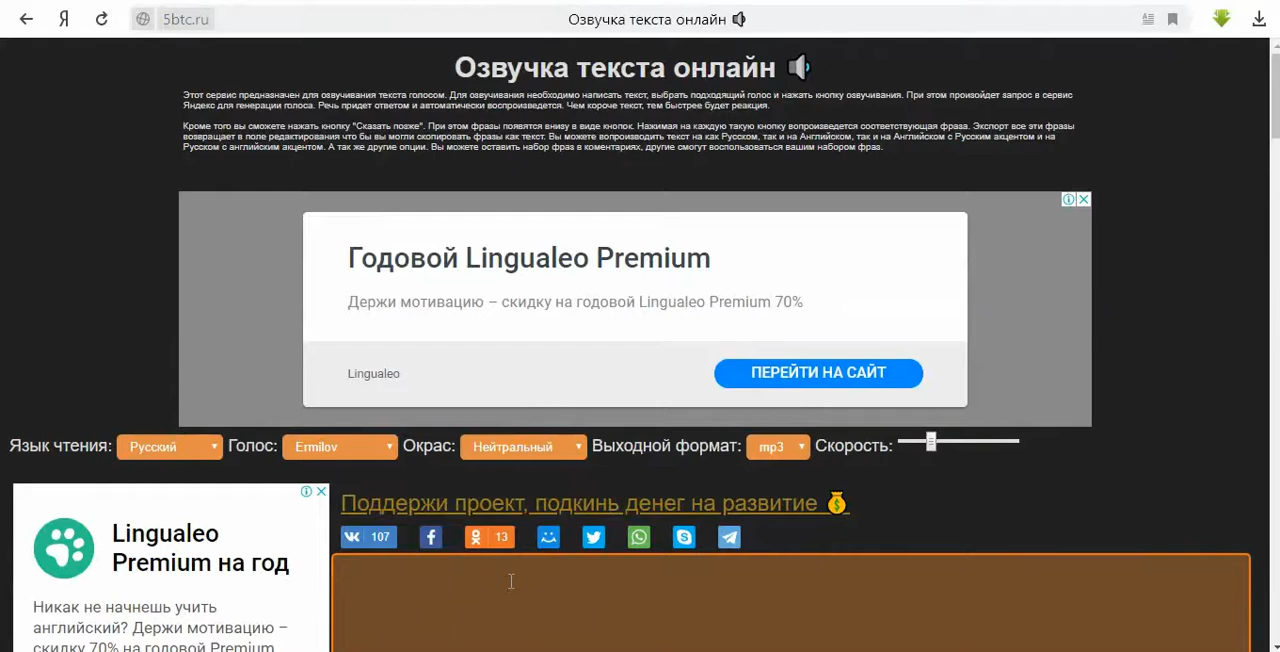 5btc.ru
Озвучка текста онлайн
Озвучка текста онлайн
Этот сервис предназначен для озвучивания текста голосом. Для озвучивания необходимо написать текст, выбрать подходящий голос и нажать кнопку озвучивания. При этом произойдет запрос в сервис
Яндекс для генерации голоса. Речь придет ответом и автоматически воспроизведется. Чем короче текст, тем быстрее будет реакция.
Кроме того вы сможете нажать кнопку "Сказать позже". При этом фразы появятся внизу в виде кнопок. Нажимая на каждую такую кнопку вопроизведется соответствующая фраза. Экспорт все эти фразы
возвращает в поле редактирования что бы вы могли скопировать фразы как текст. Вы можете вопроизводить текст на как Русском, так и на Английском с Русским акцентом и на
Русском с английским акцентом. А так же другие опции. Вы можете оставить набор фраз в коментариях, другие смогут воспользоваться вашим набором фраз.
Годовой Lingualeo Premium
Держи мотивацию – скидку на годовой Lingualeo Premium 70%
Lingualeo
ПЕРЕЙТИ НА САЙТ
Язык чтения: Русский Голос: Ermilov Окрас: Нейтральный Выходной формат: mp3 Скорость:
Поддержи проект, подкинь денег на развитие
107 13
Lingualeo
Premium на год
Никак не начнешь учить
английский? Держи мотивацию –
скидку 70% на годовой Premium